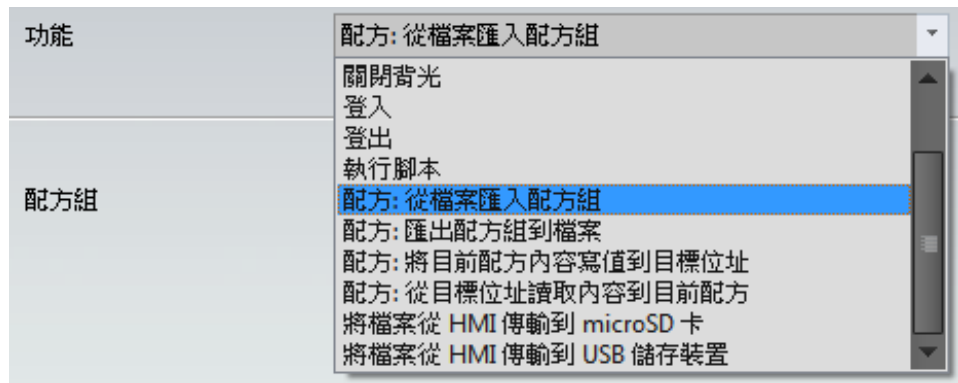 功能
配方: 從檔案匯入配方組
關閉背光
登入
登出
執行腳本
配方組
配方: 從檔案匯入配方組
配方: 匯出配方組到檔案
配方: 將目前配方內容寫值到目標位址
配方: 從目標位址讀取內容到目前配方
將檔案從 HMI 傳輸到 microSD 卡
將檔案從 HMI 傳輸到 USB 儲存裝置